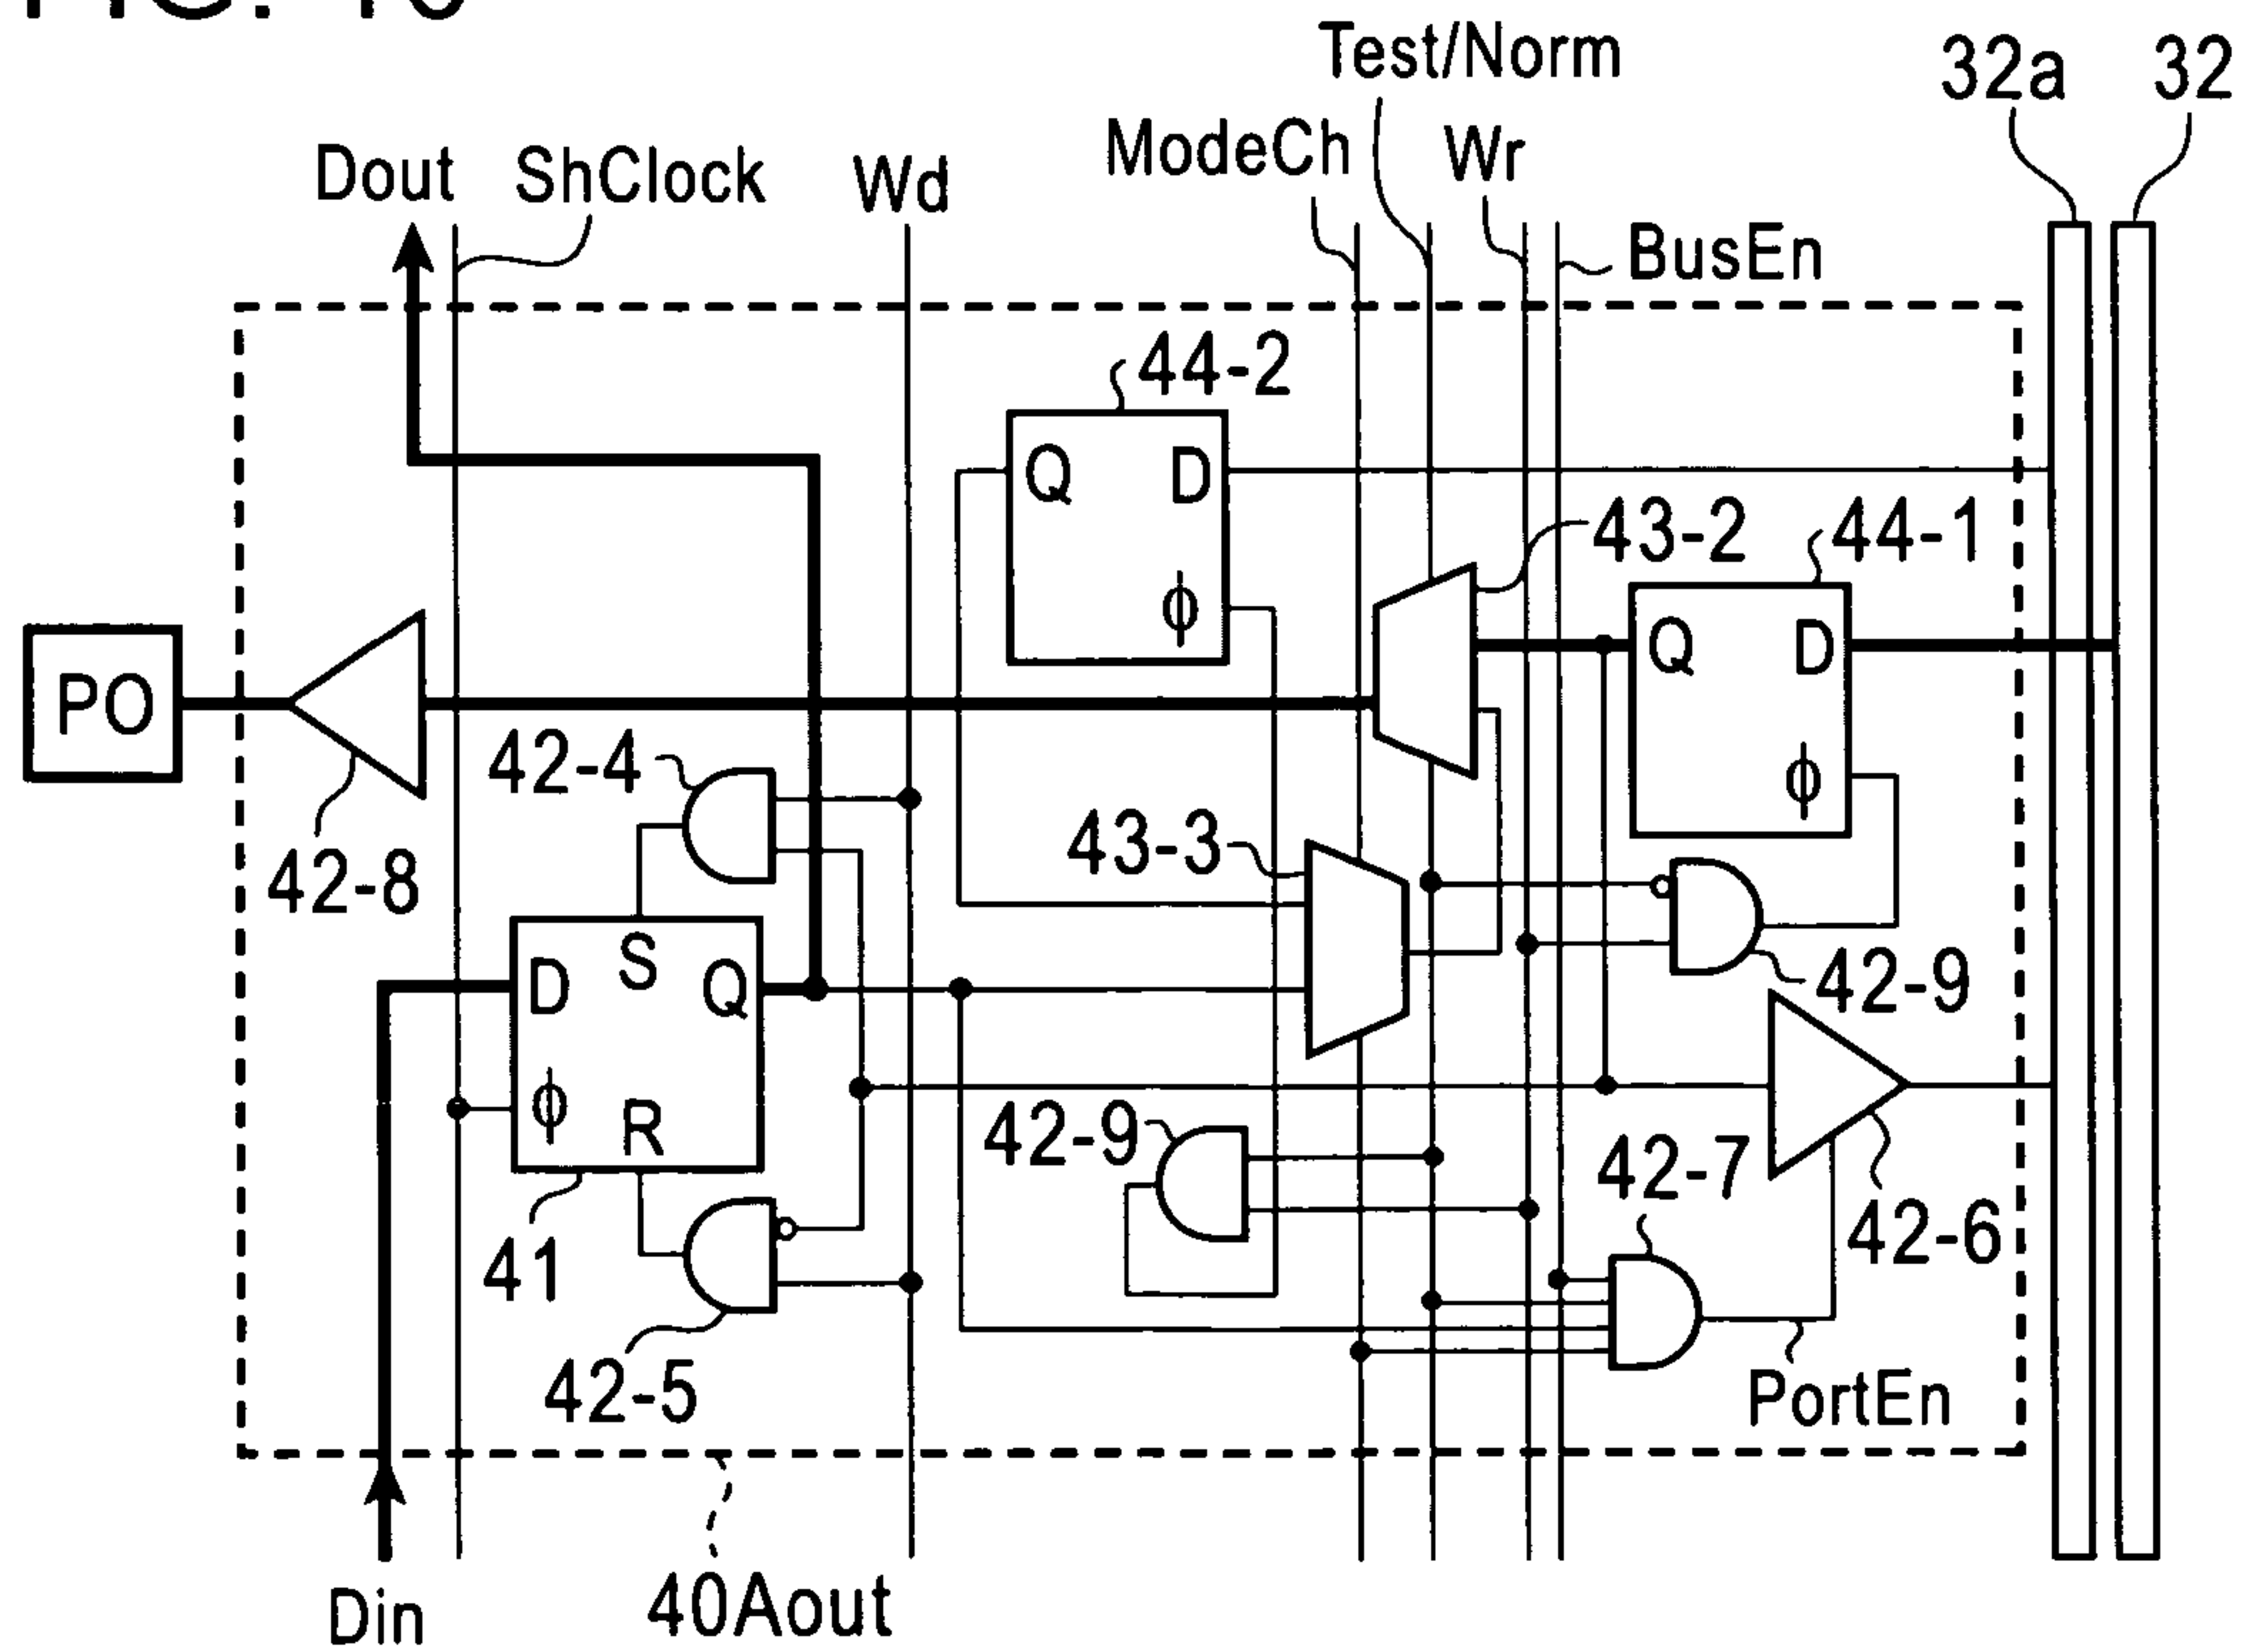 Test/Norm
32a 32
Dout ShClock Wd ModeCh Wr
BusEn
44-2
Q D
ϕ
43-2 44-1
Q D
ϕ
PO
42-4
43-3
42-8
42-9
D S Q
ϕ R
42-9
42-7
42-6
41
42-5
PortEn
Din
40Aout